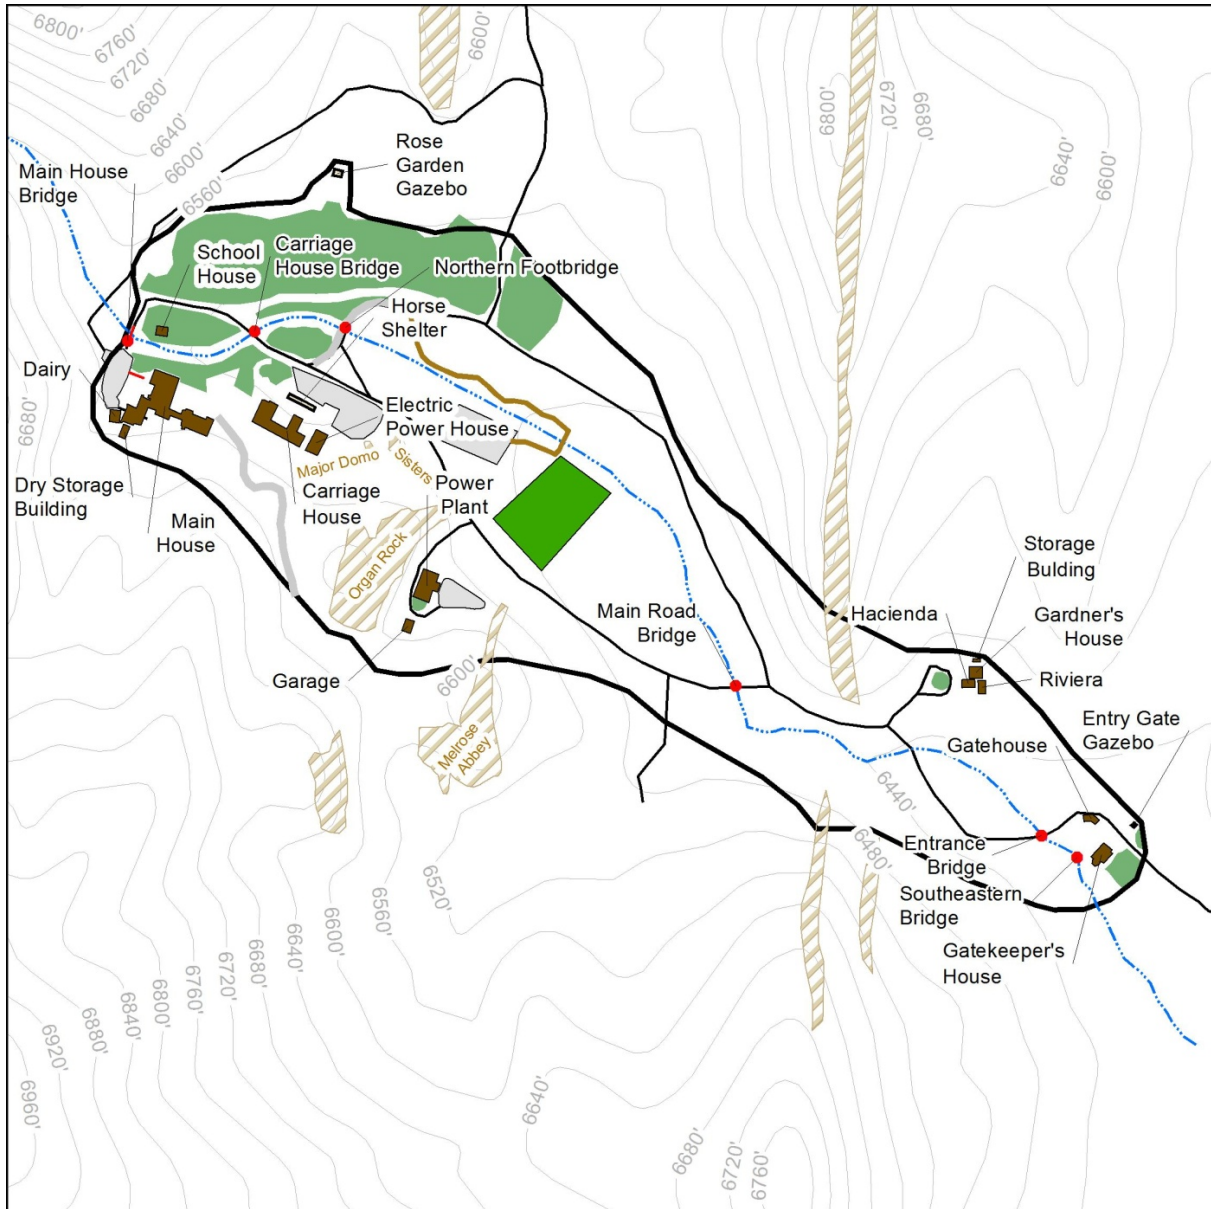 6800'
6760'
6720'
6680'
6640'
6600'
6560'
6600'
6800'
6720'
6680'
6640'
6600'
Rose
Garden
Gazebo
Main House
Bridge
School
House
Carriage
House Bridge
Northern Footbridge
Horse
Shelter
Dairy
6680'
Electric
Power House
Major Domo
Sisters
Dry Storage
Building
Main
House
Carriage
House
Power
Plant
Organ Rock
Storage
Bulding
Hacienda
Gardner's
House
Main Road
Bridge
Garage
6600'
Riviera
Entry Gate
Gazebo
Gatehouse
Melrose
Abbey
6440'
6480'
Entrance
Bridge
Southeastern
Bridge
Gatekeeper's
House
6520'
6560'
6600'
6640'
6680'
6720'
6760'
6800'
6840'
6880'
6920'
6960'
6640'
6680'
6720'
6760'